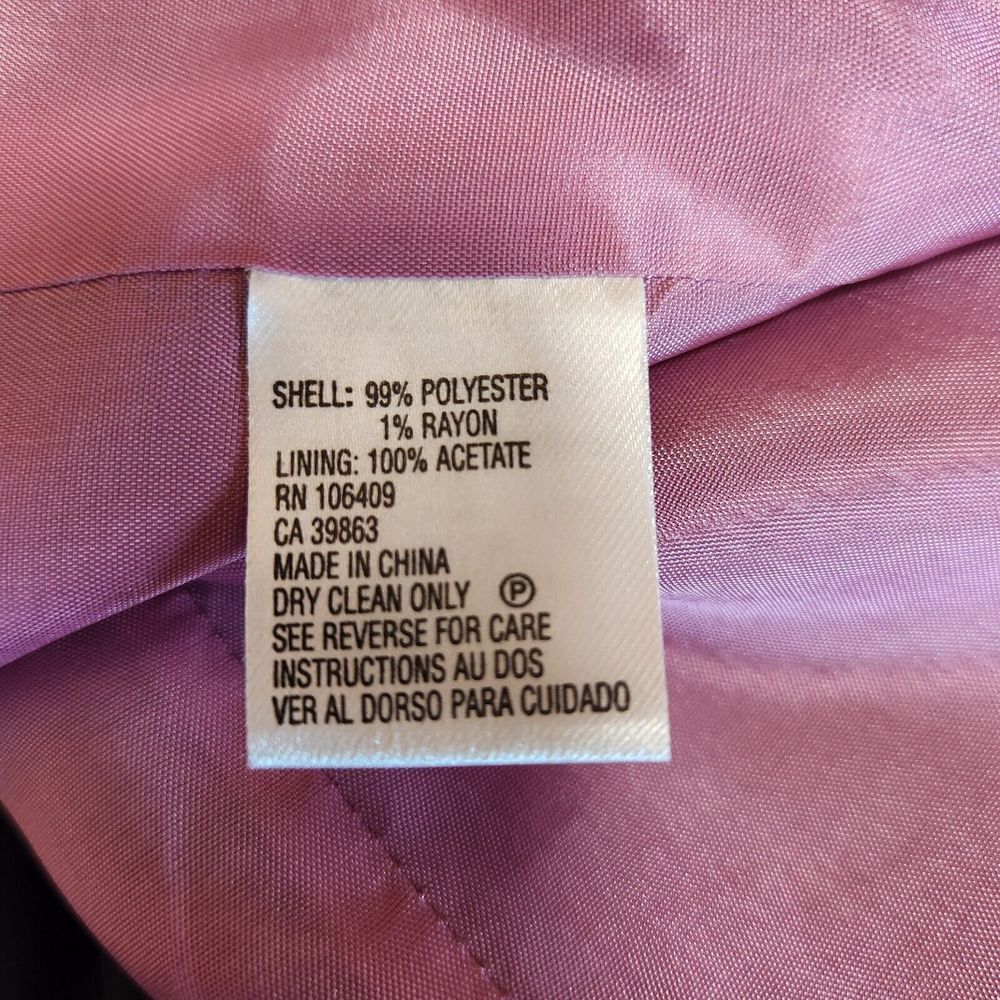 SHELL: 99% POLYESTER
1% RAYON
LINING: 100% ACETATE
RN 106409
CA 39863
MADE IN CHINA
DRY CLEAN ONLY Ⓟ
SEE REVERSE FOR CARE
INSTRUCTIONS AU DOS
VER AL DORSO PARA CUIDADO